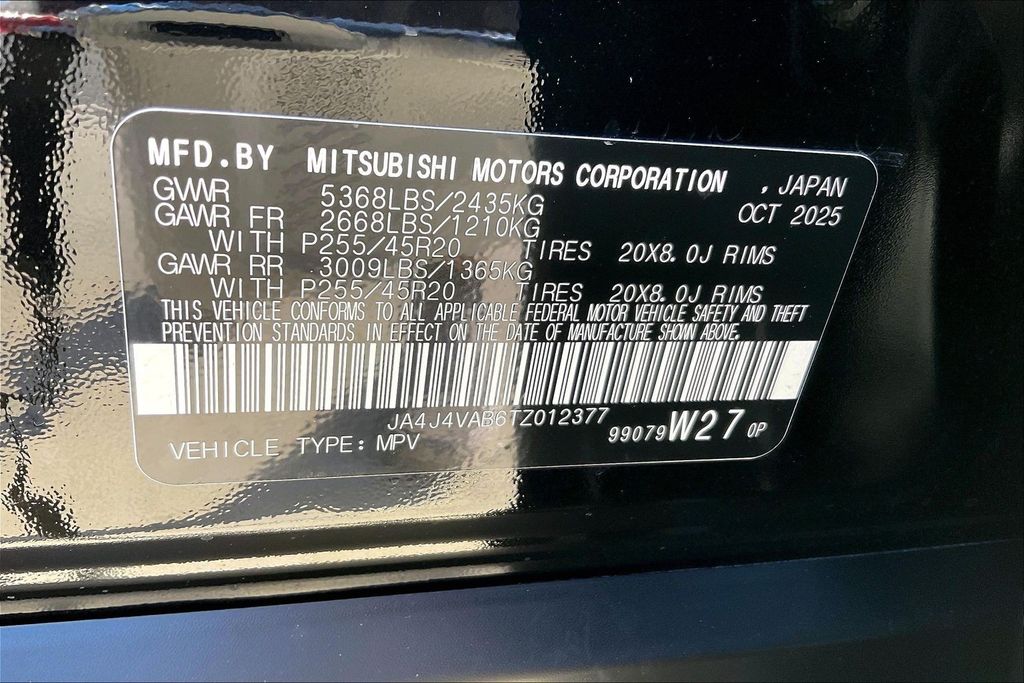 MFD.BY MITSUBISHI MOTORS CORPORATION , JAPAN
GVWR 5368LBS/2435KG OCT 2025
GAWR FR 2668LBS/1210KG
WITH P255/45R20 TIRES 20X8.0J RIMS
GAWR RR 3009LBS/1365KG
WITH P255/45R20 TIRES 20X8.0J RIMS
THIS VEHICLE CONFORMS TO ALL APPLICABLE FEDERAL MOTOR VEHICLE SAFETY AND THEFT
PREVENTION STANDARDS IN EFFECT ON THE DATE OF MANUFACTURE SHOWN ABOVE.
JA4J4VAB6TZ012377
VEHICLE TYPE: MPV 99079 W27 0P